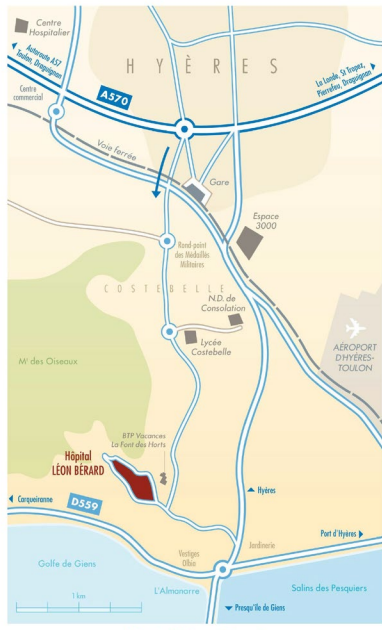 Centre
Hospitalier
Autoroute A57
Toulon, Draguignan
H Y È R E S
La Londe, St Tropez,
Pierrefeu, Draguignan
Centre
commercial
A570
Voie Ferrée
Gare
Espace
3000
Rond-point
des Médaillés
Militaires
C O S T E B E L L E
N.D. de
Consolation
Lycée
Costebelle
AÉROPORT
D'HYÈRES-
TOULON
Mt des Oiseaux
BTP Vacances
La Font des Horts
Hôpital
LÉON BÉRARD
Carqueiranne
D559
Hyères
Port d'Hyères
Vestiges
Olbia
Jardinerie
Golfe de Giens
L'Almanarre
Salins des Pesquiers
1 km
Presqu'île de Giens